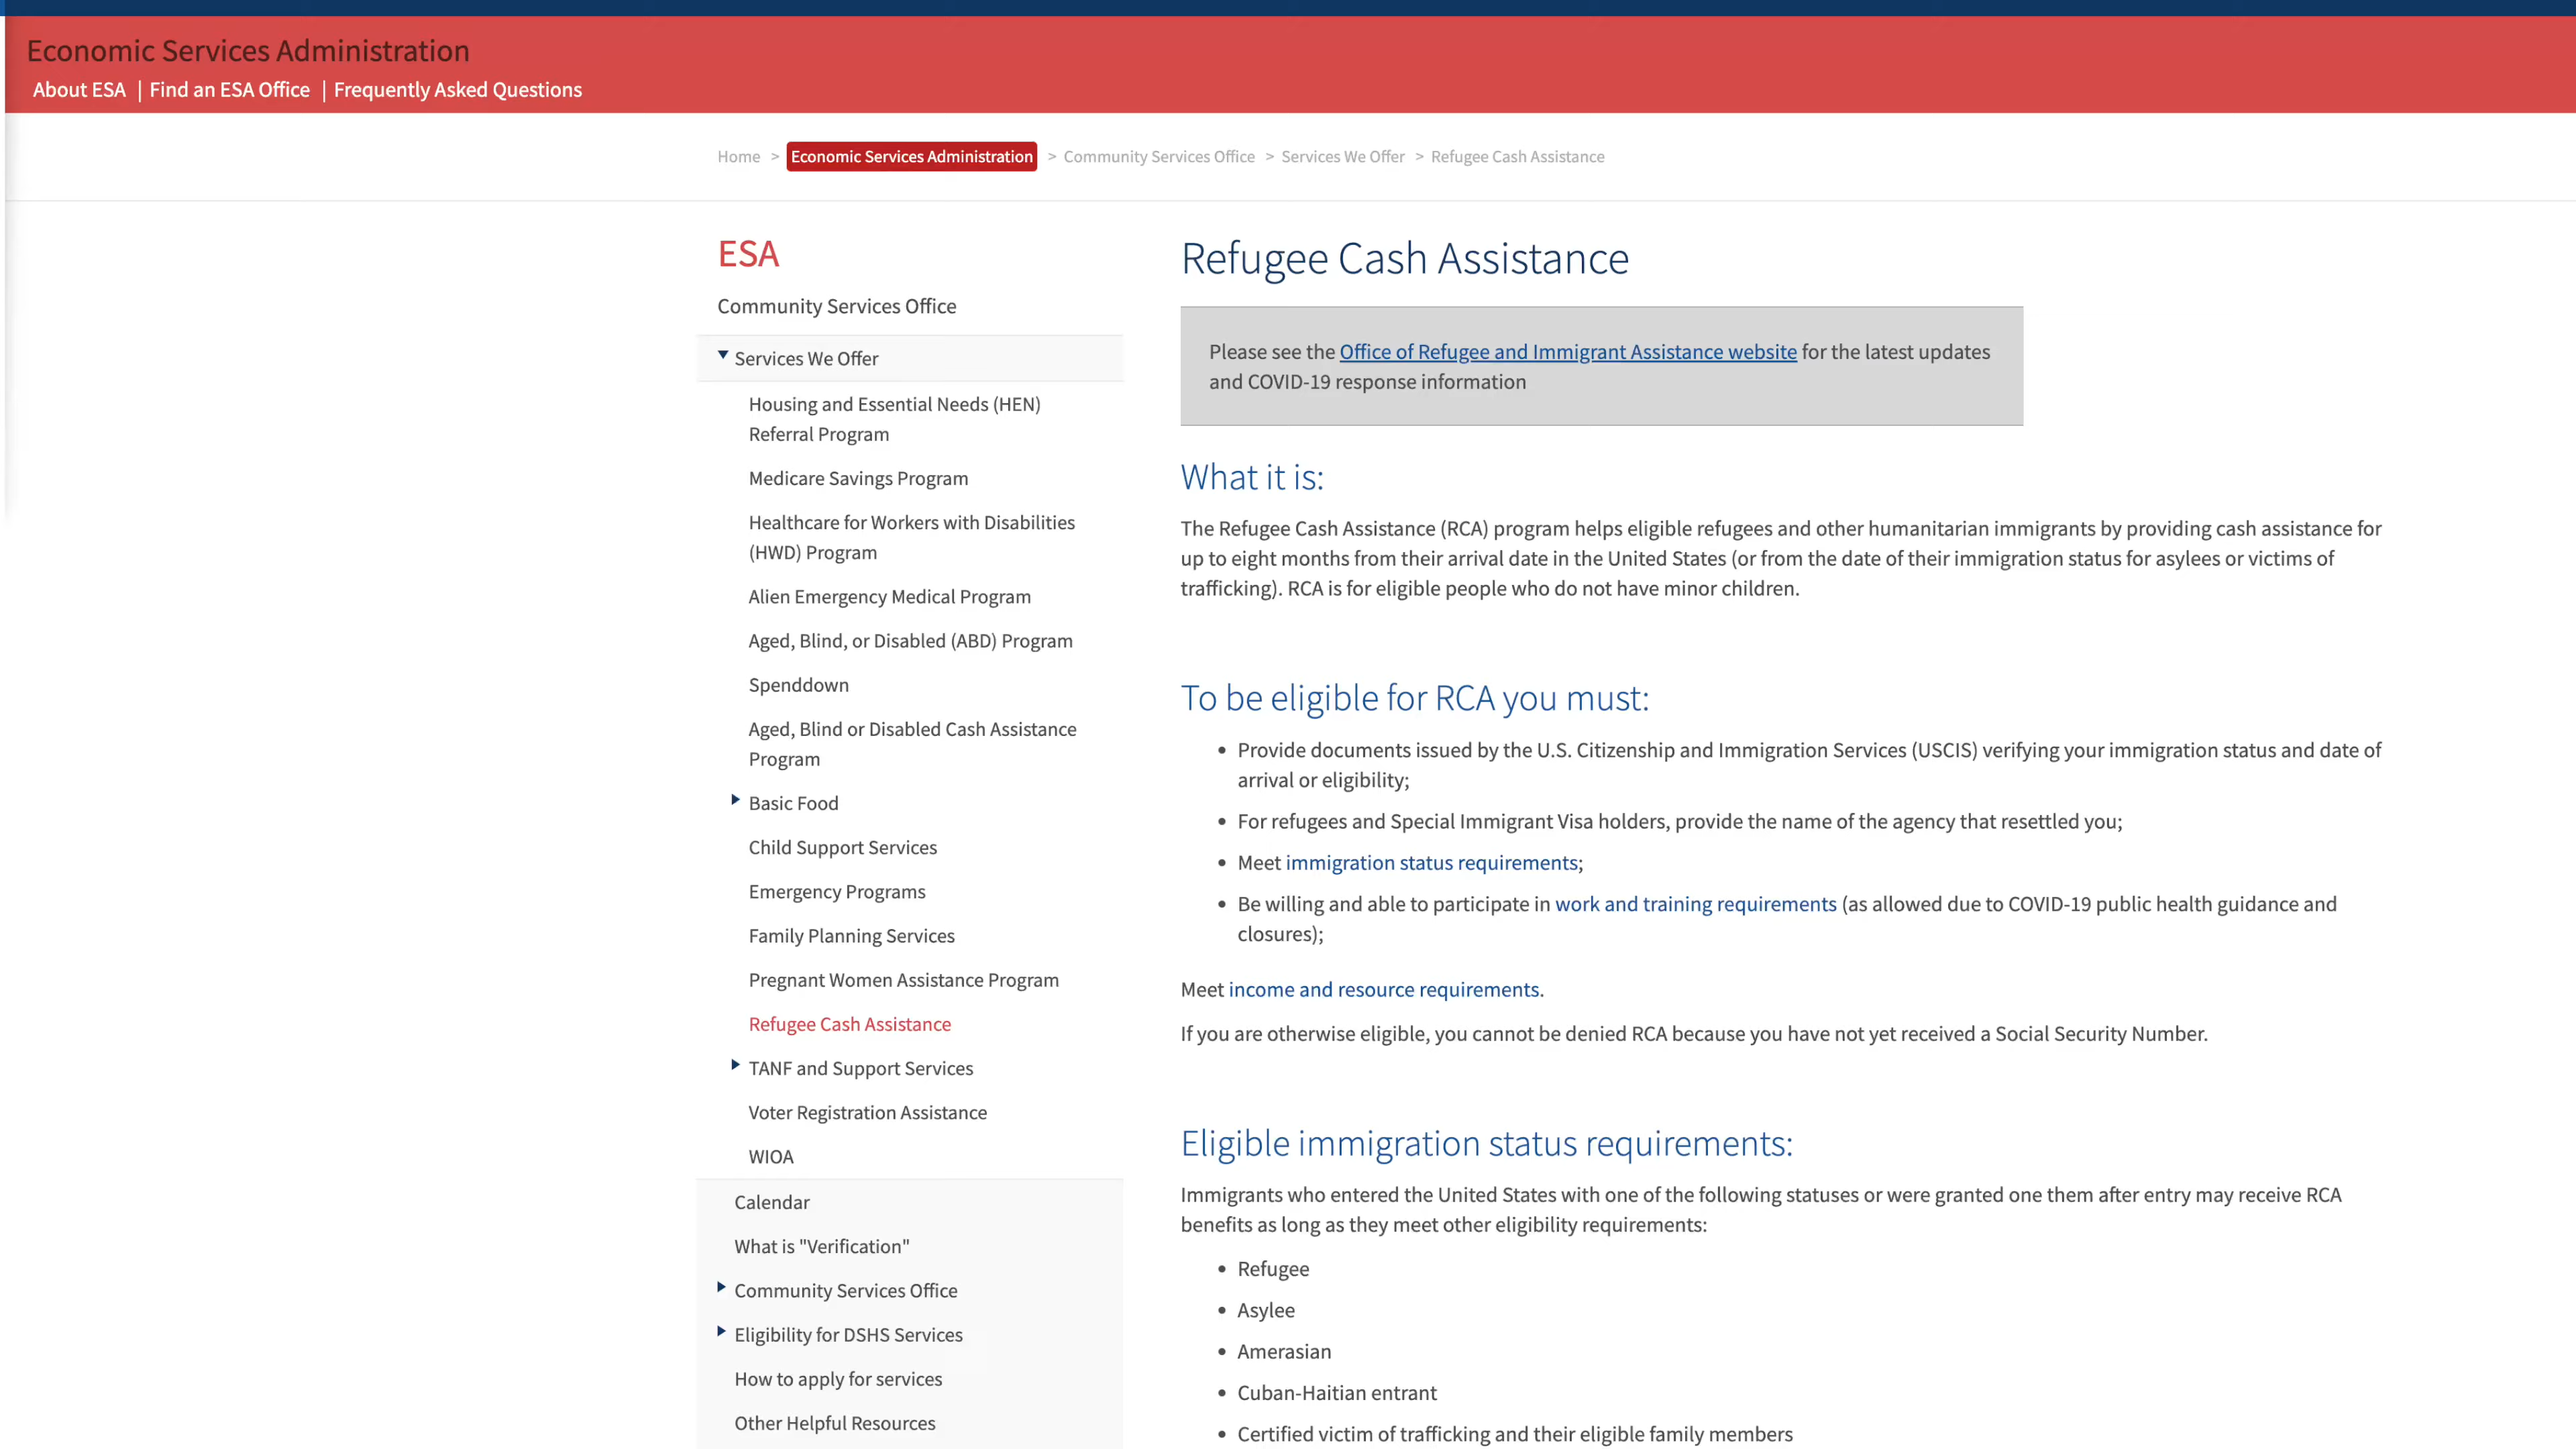 Economic Services Administration
About ESA | Find an ESA Office | Frequently Asked Questions
Home > Economic Services Administration > Community Services Office > Services We Offer > Refugee Cash Assistance
ESA
Community Services Office
Services We Offer
Housing and Essential Needs (HEN)
Referral Program
Medicare Savings Program
Healthcare for Workers with Disabilities
(HWD) Program
Alien Emergency Medical Program
Aged, Blind, or Disabled (ABD) Program
Spenddown
Aged, Blind or Disabled Cash Assistance
Program
Basic Food
Child Support Services
Emergency Programs
Family Planning Services
Pregnant Women Assistance Program
Refugee Cash Assistance
TANF and Support Services
Voter Registration Assistance
WIOA
Calendar
What is "Verification"
Community Services Office
Eligibility for DSHS Services
How to apply for services
Other Helpful Resources
Refugee Cash Assistance
Please see the Office of Refugee and Immigrant Assistance website for the latest updates
and COVID-19 response information
What it is:
The Refugee Cash Assistance (RCA) program helps eligible refugees and other humanitarian immigrants by providing cash assistance for
up to eight months from their arrival date in the United States (or from the date of their immigration status for asylees or victims of
trafficking). RCA is for eligible people who do not have minor children.
To be eligible for RCA you must:
• Provide documents issued by the U.S. Citizenship and Immigration Services (USCIS) verifying your immigration status and date of
arrival or eligibility;
• For refugees and Special Immigrant Visa holders, provide the name of the agency that resettled you;
• Meet immigration status requirements;
• Be willing and able to participate in work and training requirements (as allowed due to COVID-19 public health guidance and
closures);
Meet income and resource requirements.
If you are otherwise eligible, you cannot be denied RCA because you have not yet received a Social Security Number.
Eligible immigration status requirements:
Immigrants who entered the United States with one of the following statuses or were granted one them after entry may receive RCA
benefits as long as they meet other eligibility requirements:
• Refugee
• Asylee
• Amerasian
• Cuban-Haitian entrant
• Certified victim of trafficking and their eligible family members